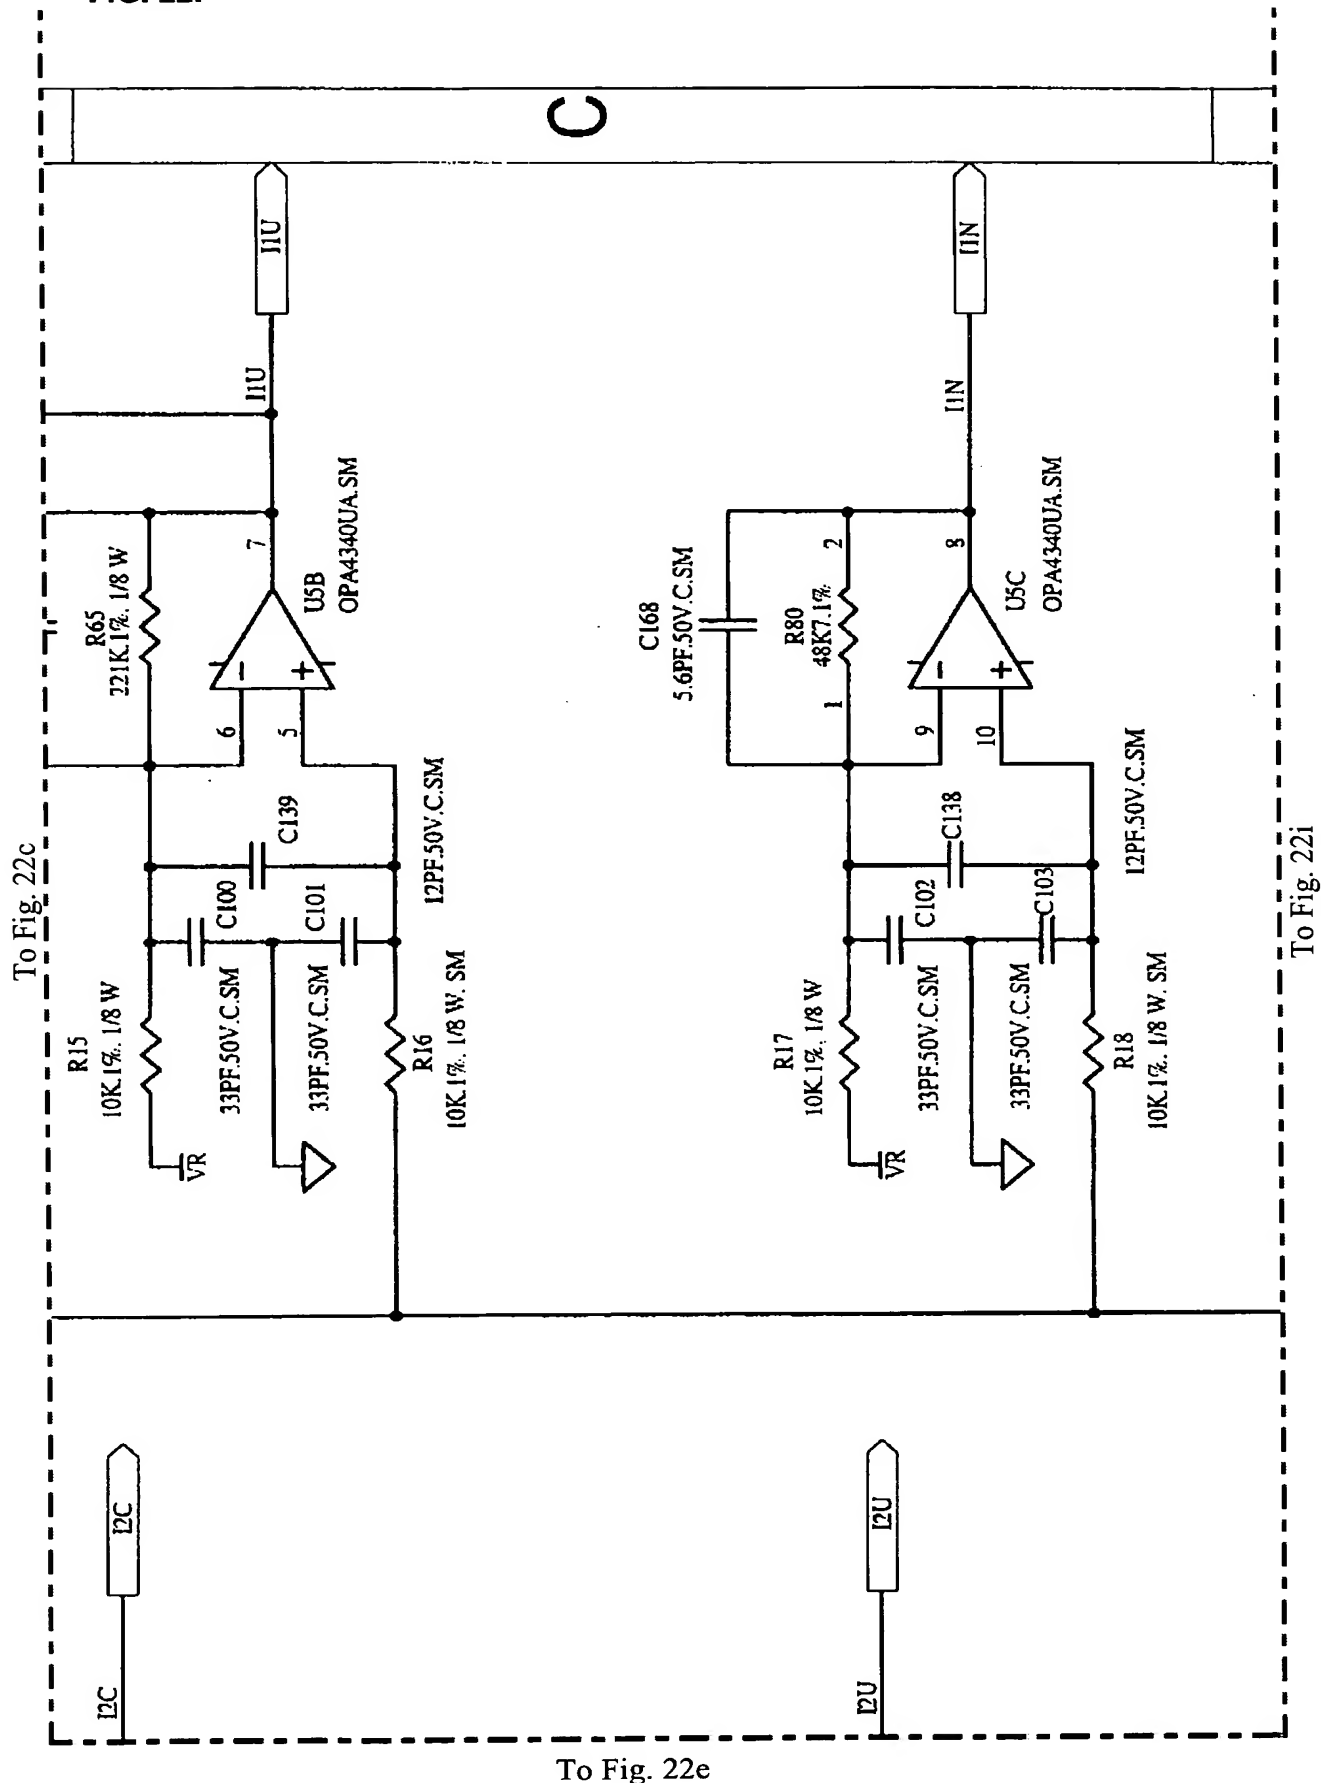 C
I1U
I1U
R65
221K.1%. 1/8 W
7
U5B
OPA4340UA.SM
6
5
-
+
C139
12PF.50V.C.SM
C100
33PF.50V.C.SM
C101
33PF.50V.C.SM
R15
10K.1%. 1/8 W
R16
10K.1%. 1/8 W. SM
VR
I1N
I1N
C168
5.6PF.50V.C.SM
R80
48K7.1%
1
2
8
U5C
OPA4340UA.SM
9
10
-
+
C138
12PF.50V.C.SM
C102
33PF.50V.C.SM
C103
33PF.50V.C.SM
R17
10K.1%. 1/8 W
R18
10K.1%. 1/8 W. SM
VR
I2C
I2C
I2U
I2U
To Fig. 22c
To Fig. 22i
To Fig. 22e